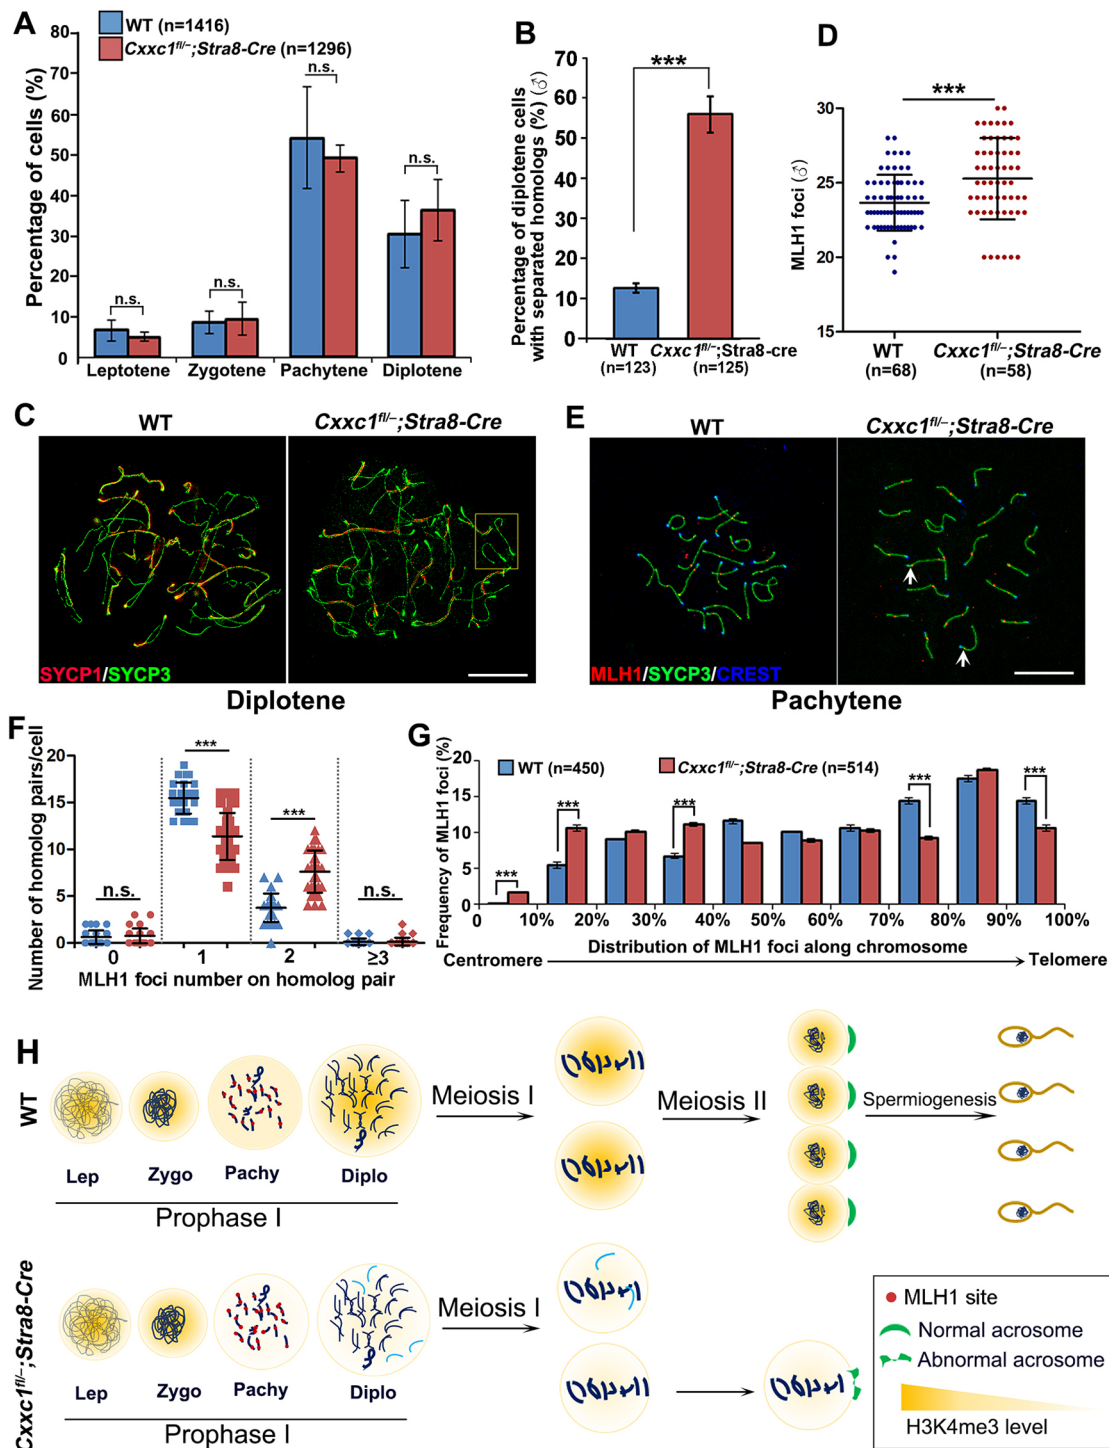 A
WT (n=1416)
Cxxc1fl/–;Stra8-Cre (n=1296)
Percentage of cells (%)
80
70
60
50
40
30
20
10
0
n.s.
n.s.
n.s.
n.s.
Leptotene Zygotene Pachytene Diplotene
B
Percentage of diplotene cells
with separated homologs (%) (♂)
70
60
50
40
30
20
10
0
***
WT Cxxc1fl/–;Stra8-cre
(n=123) (n=125)
D
MLH1 foci (♂)
30
25
20
15
***
WT Cxxc1fl/–;Stra8-Cre
(n=68) (n=58)
C
WT Cxxc1fl/–;Stra8-Cre
SYCP1/SYCP3
Diplotene
E
WT Cxxc1fl/–;Stra8-Cre
MLH1/SYCP3/CREST
Pachytene
F
Number of homolog pairs/cell
20
15
10
5
0
n.s.
***
***
n.s.
0 1 2 ≥3
MLH1 foci number on homolog pair
G
Frequency of MLH1 foci (%)
WT (n=450) Cxxc1fl/–;Stra8-Cre (n=514)
20
15
10
5
0
***
***
***
***
***
0 10% 20% 30% 40% 50% 60% 70% 80% 90% 100%
Distribution of MLH1 foci along chromosome
Centromere Telomere
H
WT
Lep Zygo Pachy Diplo
Prophase I
Meiosis I
Meiosis II
Spermiogenesis
Cxxc1fl/–;Stra8-Cre
Lep Zygo Pachy Diplo
Prophase I
Meiosis I
MLH1 site
Normal acrosome
Abnormal acrosome
H3K4me3 level